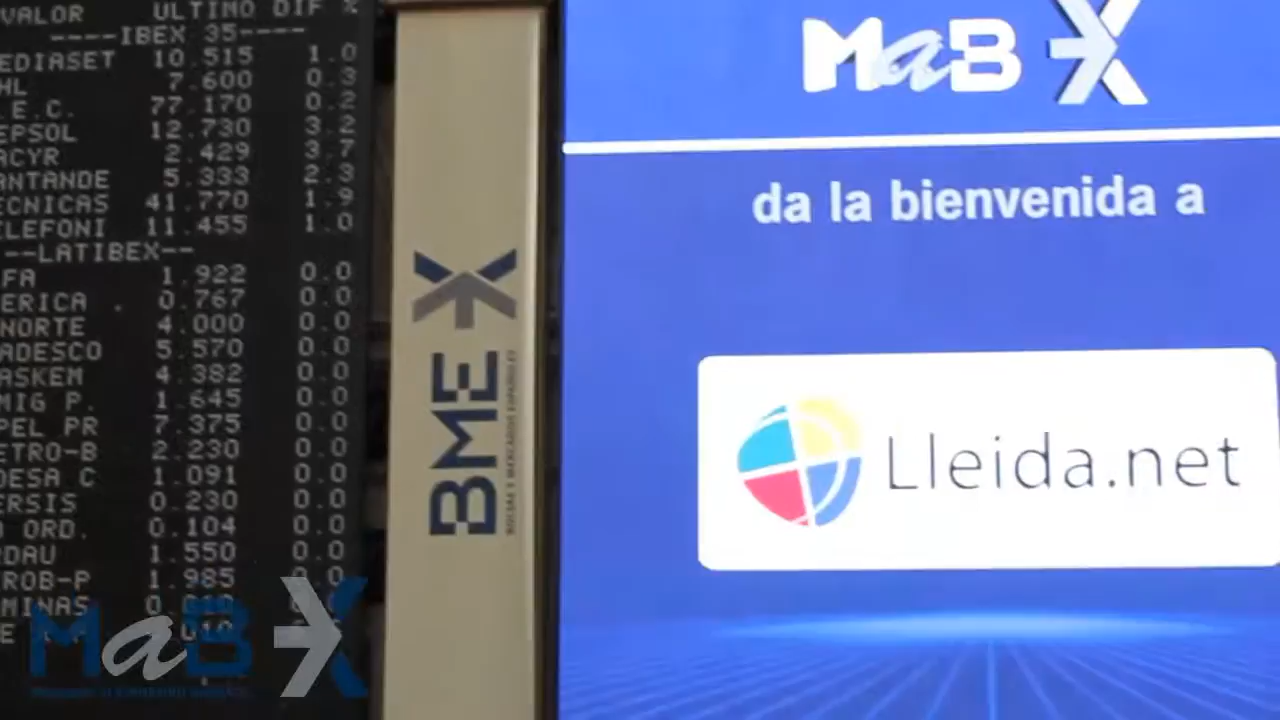 VALOR ULTIMO DIF %
----IBEX 35----
EDIASET 10.515 1.0
HL 7.600 0.3
.E.C. 77.170 0.2
EPSOL 12.730 3.2
ACYR 2.429 3.7
ANTANDE 5.333 2.3
ECNICAS 41.770 1.9
ELEFONI 11.455 1.0
--LATIBEX--
FA 1.922 0.0
ERICA . 0.767 0.0
NORTE 4.000 0.0
ADESCO 5.570 0.0
ASKEM 4.382 0.0
MIG P. 1.645 0.0
PEL PR 7.375 0.0
ETRO-B 2.230 0.0
DESA C 1.091 0.0
ERSIS 0.230 0.0
ORD. 0.104 0.0
RDAU 1.550 0.0
ROB-P 1.985 0.0
MINAS
MaB
BME
BOLSAS Y MERCADOS ESPAÑOLES
MaB
da la bienvenida a
Lleida.net